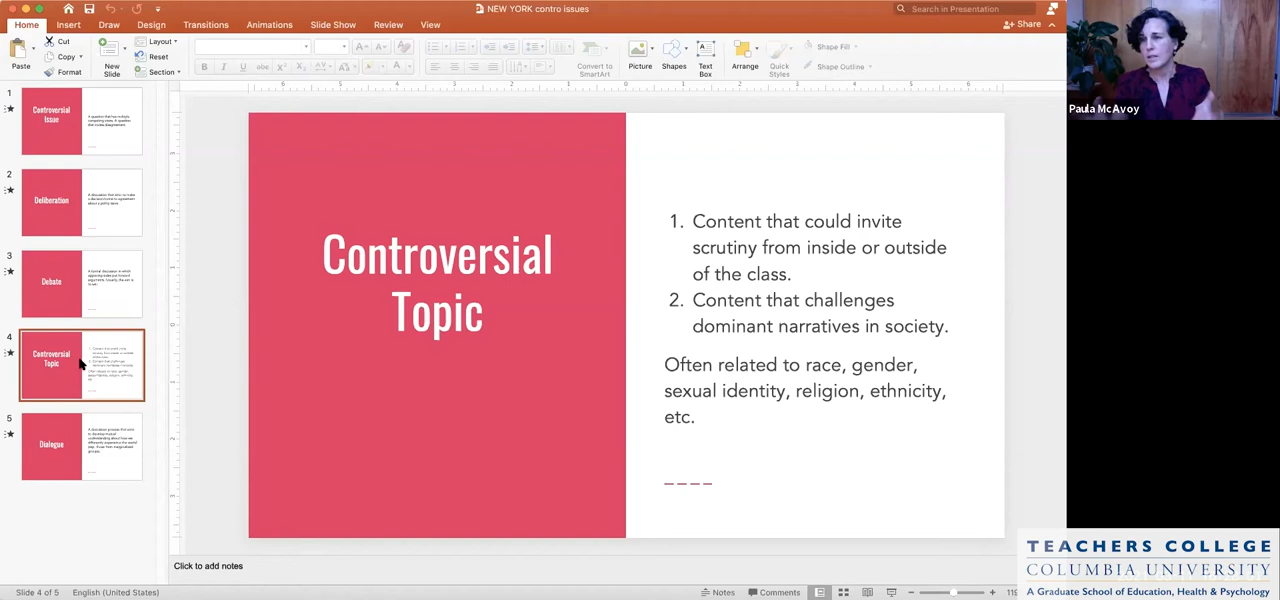 NEW YORK contro issues
Search in Presentation
Home Insert Draw Design Transitions Animations Slide Show Review View
Share
Paste
Cut
Copy
Format
New
Slide
Layout
Reset
Section
Convert to
SmartArt
Picture
Shapes
Text
Box
Arrange
Quick
Styles
Shape Fill
Shape Outline
Paula McAvoy
1
Controversial
Issue
2
Deliberation
3
Debate
4
Controversial
Topic
5
Dialogue
Controversial
Topic
1. Content that could invite
scrutiny from inside or outside
of the class.
2. Content that challenges
dominant narratives in society.
Often related to race, gender,
sexual identity, religion, ethnicity,
etc.
Click to add notes
Slide 4 of 5 English (United States)
Notes Comments
TEACHERS COLLEGE
COLUMBIA UNIVERSITY
A Graduate School of Education, Health & Psychology